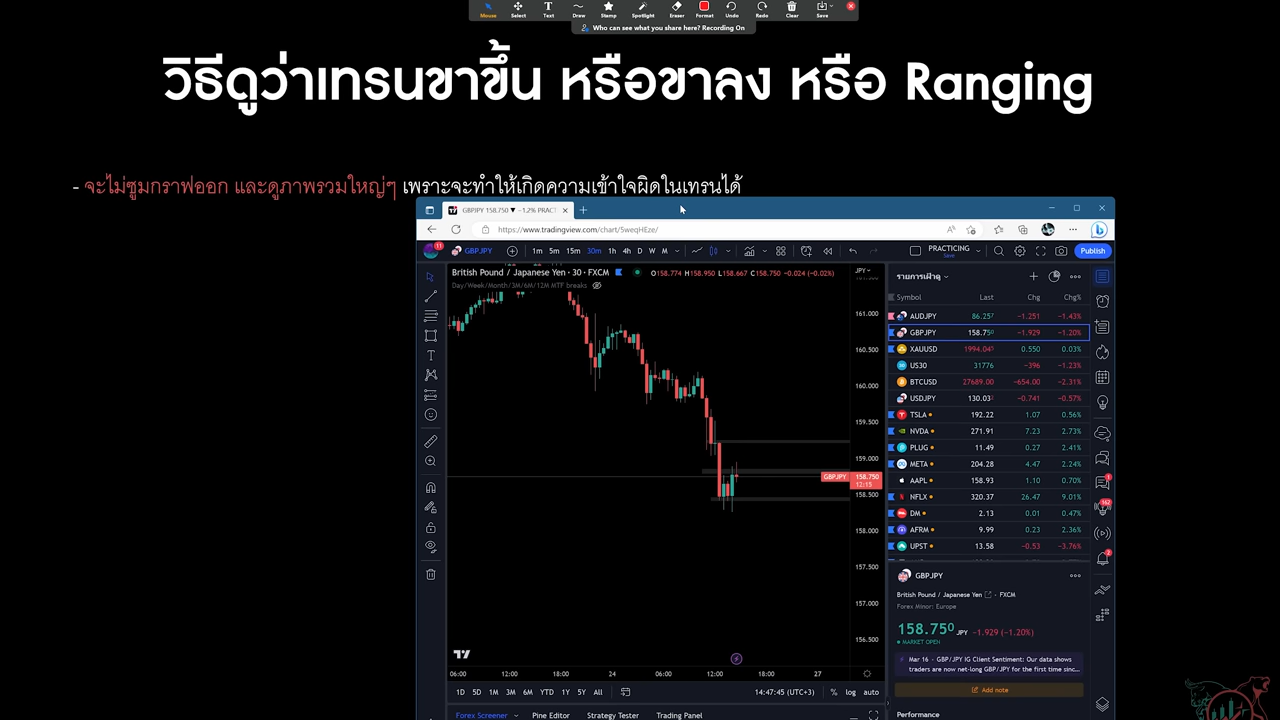 Mouse Select Text Draw Stamp Spotlight Eraser Format Undo Redo Clear Save
Who can see what you share here? Recording On
วิธีดูว่าเทรนขาขึ้น หรือขาลง หรือ Ranging
- จะไม่ซูมกราฟออก และดูภาพรวมใหญ่ๆ เพราะจะทำให้เกิดความเข้าใจผิดในเทรนได้
GBPJPY 158.750 ▼ −1.2% PRACT
https://www.tradingview.com/chart/5weqHEze/
11
GBPJPY 1m 5m 15m 30m 1h 4h D W M PRACTICING Save Publish
British Pound / Japanese Yen · 30 · FXCM O158.774 H158.950 L158.667 C158.750 −0.024 (−0.02%) JPY
Day/Week/Month/3M/6M/12M MTF breaks
161.000
160.500
160.000
159.000
GBPJPY 158.750
12:15
158.500
158.000
157.500
157.000
156.500
06:00 12:00 18:00 24 06:00 12:00 18:00 27
1D 5D 1M 3M 6M YTD 1Y 5Y All 14:47:45 (UTC+3) % log auto
Forex Screener Pine Editor Strategy Tester Trading Panel
รายการเฝ้าดู
Symbol Last Chg Chg%
AUDJPY 86.257 −1.251 −1.43%
GBPJPY 158.750 −1.929 −1.20%
XAUUSD 1994.04 0.550 0.03%
US30 31776 −396 −1.23%
BTCUSD 27689.00 −654.00 −2.31%
USDJPY 130.03 −0.741 −0.57%
TSLA 192.22 1.07 0.56%
NVDA 271.91 7.23 2.73%
PLUG 11.49 0.27 2.41%
META 204.28 4.47 2.24%
AAPL 158.93 1.10 0.70%
NFLX 320.37 26.47 9.01%
DM 2.13 0.01 0.47%
AFRM 9.99 0.23 2.36%
UPST 13.58 −0.53 −3.76%
GBPJPY
British Pound / Japanese Yen · FXCM
Forex Minor: Europe
158.750 JPY −1.929 (−1.20%)
MARKET OPEN
Mar 16 - GBP/JPY IG Client Sentiment: Our data shows
traders are now net-long GBP/JPY for the first time sinc...
Add note
Performance